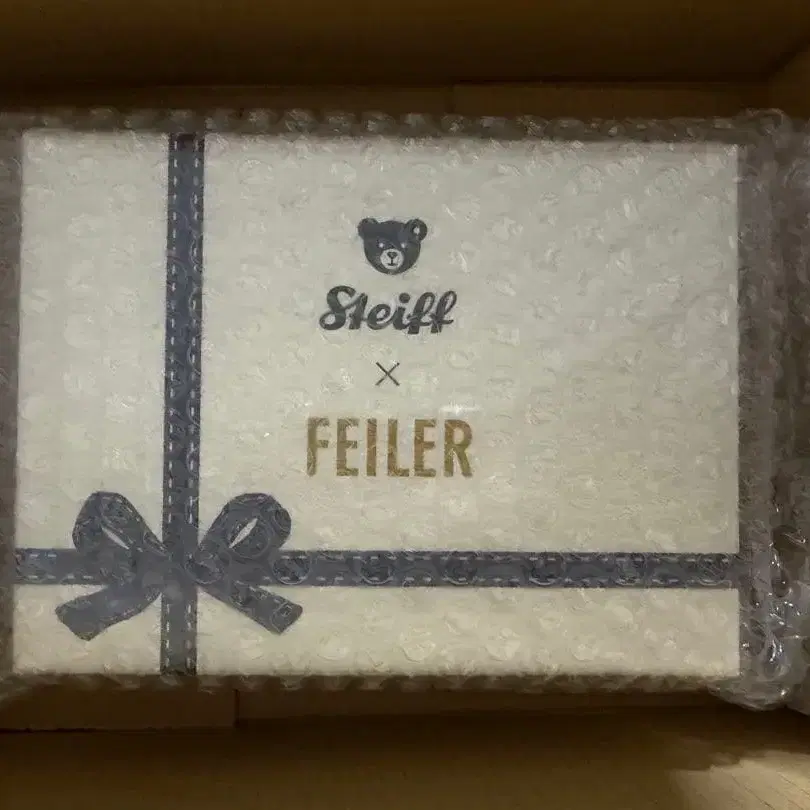 Steiff
×
FEILER